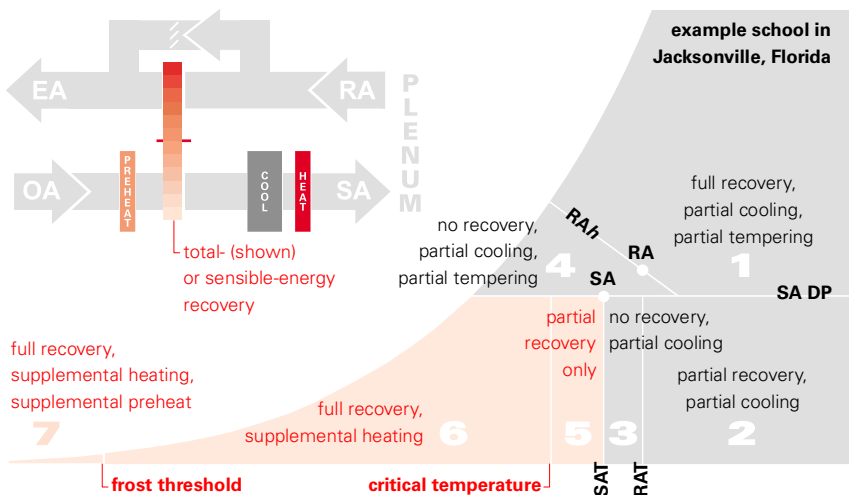 example school in
Jacksonville, Florida
EA
RA
PLENUM
PREHEAT
COOL
HEAT
OA
SA
total- (shown)
or sensible-energy
recovery
no recovery,
partial cooling,
partial tempering
4
RAh
RA
full recovery,
partial cooling,
partial tempering
1
SA
SA DP
partial
recovery
only
5
no recovery,
partial cooling
3
partial recovery,
partial cooling
2
full recovery,
supplemental heating,
supplemental preheat
7
full recovery,
supplemental heating
6
frost threshold
critical temperature
SAT
RAT